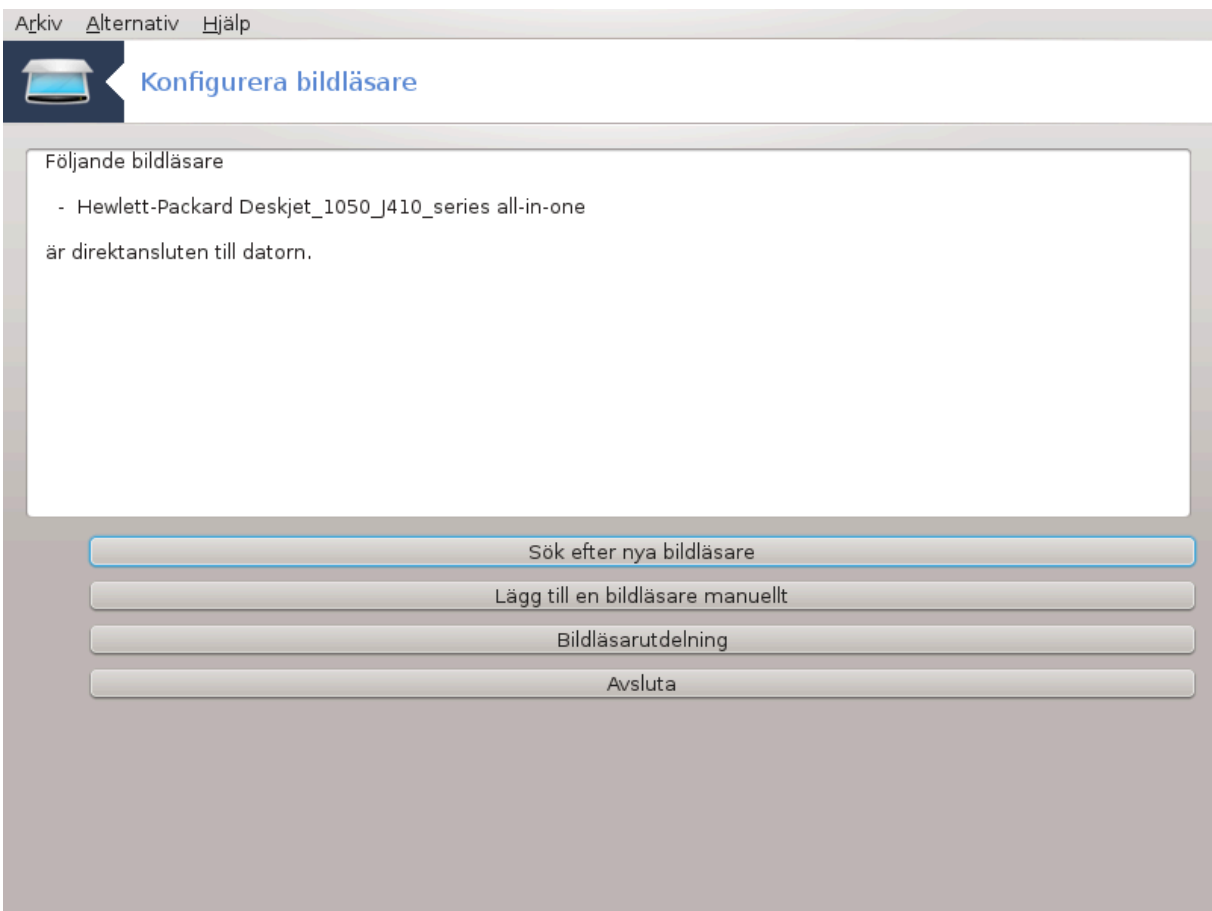 Arkiv Alternativ Hjälp
Konfigurera bildläsare
Följande bildläsare
- Hewlett-Packard Deskjet_1050_J410_series all-in-one
är direktansluten till datorn.
Sök efter nya bildläsare
Lägg till en bildläsare manuellt
Bildläsarutdelning
Avsluta